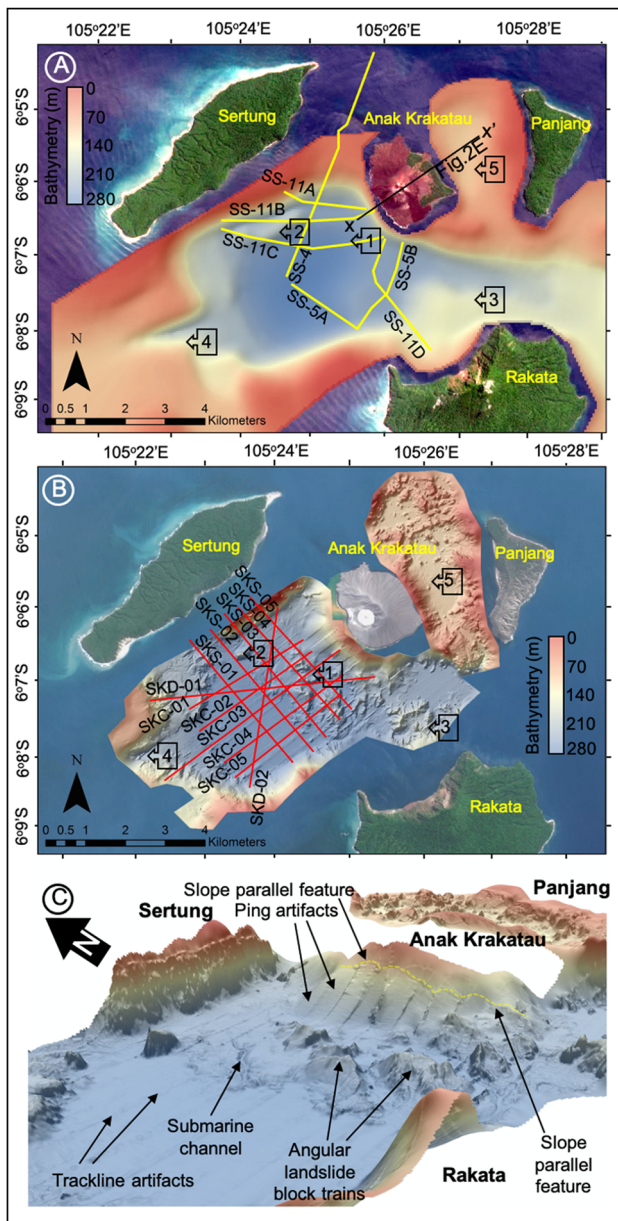 105°22'E 105°24'E 105°26'E 105°28'E
A
6°5'S
6°6'S
6°7'S
6°8'S
6°9'S
Bathymetry (m)
0
70
140
210
280
Sertung
Anak Krakatau
Panjang
Rakata
Fig.2E
X
X'
SS-11A
SS-11B
SS-11C
SS-4
SS-5A
SS-5B
SS-11D
1
2
3
4
5
N
0 0.5 1 2 3 4
Kilometers
105°22'E 105°24'E 105°26'E 105°28'E
B
6°5'S
6°6'S
6°7'S
6°8'S
6°9'S
Sertung
Anak Krakatau
Panjang
Rakata
Bathymetry (m)
0
70
140
210
280
SKS-05
SKS-04
SKS-03
SKS-02
SKS-01
SKD-01
SKC-01
SKC-02
SKC-03
SKC-04
SKC-05
SKD-02
1
2
3
4
5
N
0 0.5 1 2 3 4
Kilometers
C
N
Slope parallel feature
Ping artifacts
Sertung
Panjang
Anak Krakatau
Submarine
channel
Trackline artifacts
Angular
landslide
block trains
Slope
parallel
feature
Rakata